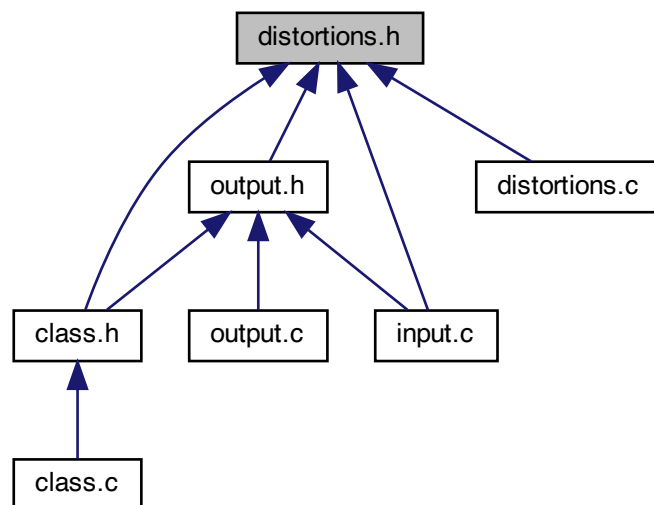 distortions.h
output.h
distortions.c
class.h
output.c
input.c
class.c